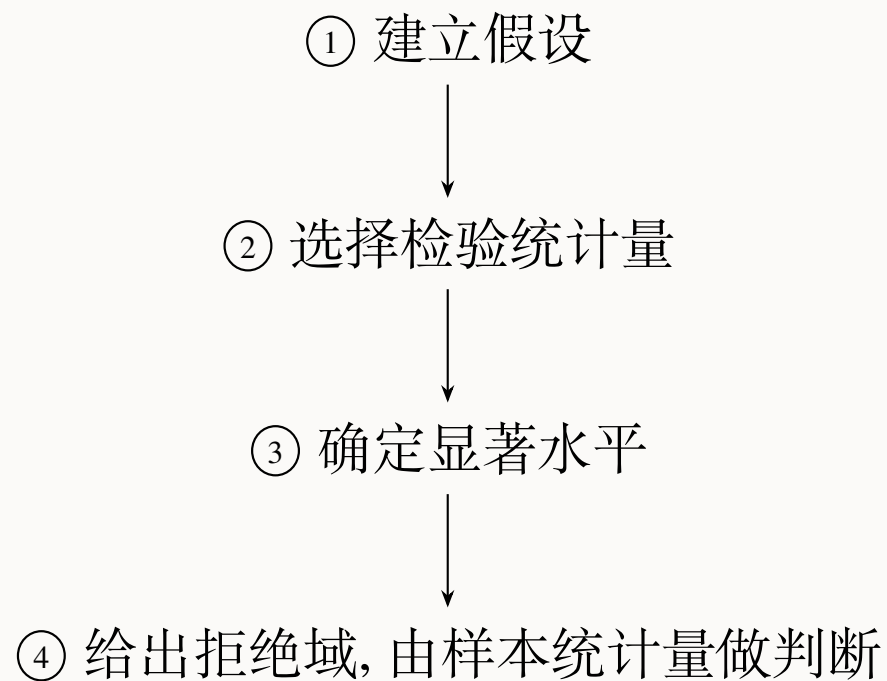 ① 建立假设
② 选择检验统计量
③ 确定显著水平
④ 给出拒绝域, 由样本统计量做判断